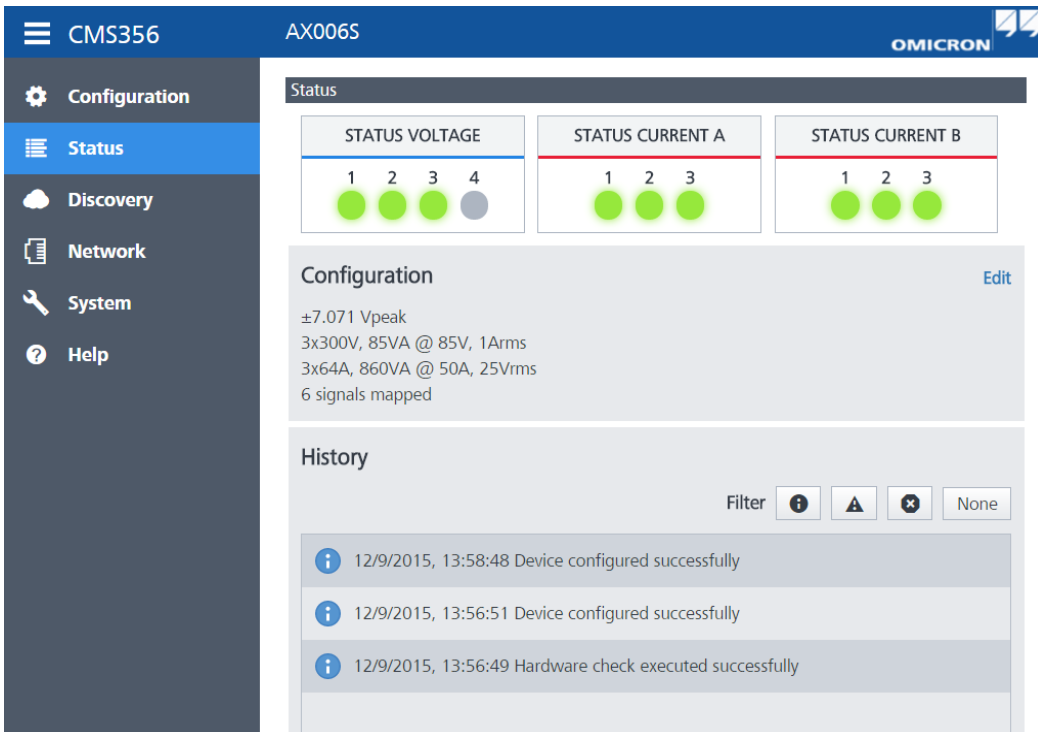 CMS356
AX006S
OMICRON
Configuration
Status
Discovery
Network
System
Help
Status
STATUS VOLTAGE
1 2 3 4
STATUS CURRENT A
1 2 3
STATUS CURRENT B
1 2 3
Configuration
Edit
±7.071 Vpeak
3x300V, 85VA @ 85V, 1Arms
3x64A, 860VA @ 50A, 25Vrms
6 signals mapped
History
Filter
None
12/9/2015, 13:58:48 Device configured successfully
12/9/2015, 13:56:51 Device configured successfully
12/9/2015, 13:56:49 Hardware check executed successfully